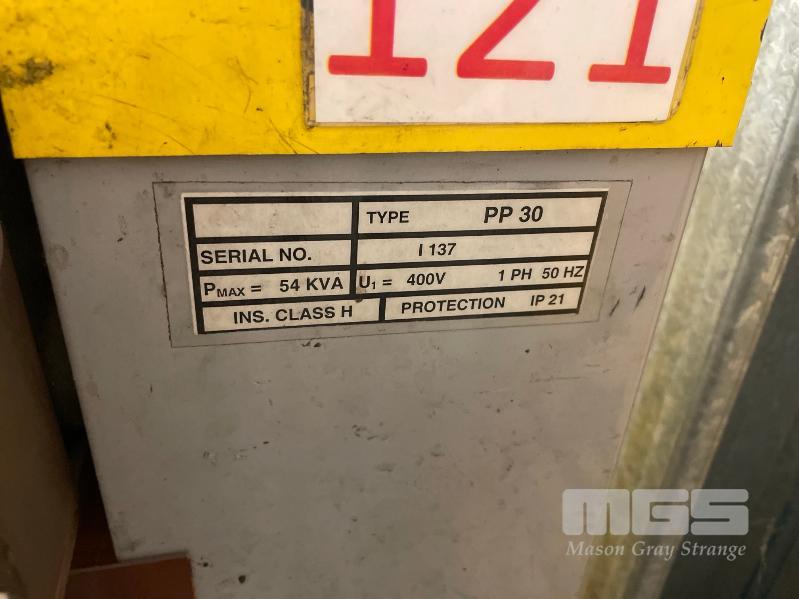 121
TYPE PP 30
SERIAL NO. I 137
PMAX = 54 KVA U1 = 400V 1 PH 50 HZ
INS. CLASS H PROTECTION IP 21
MGS
Mason Gray Strange